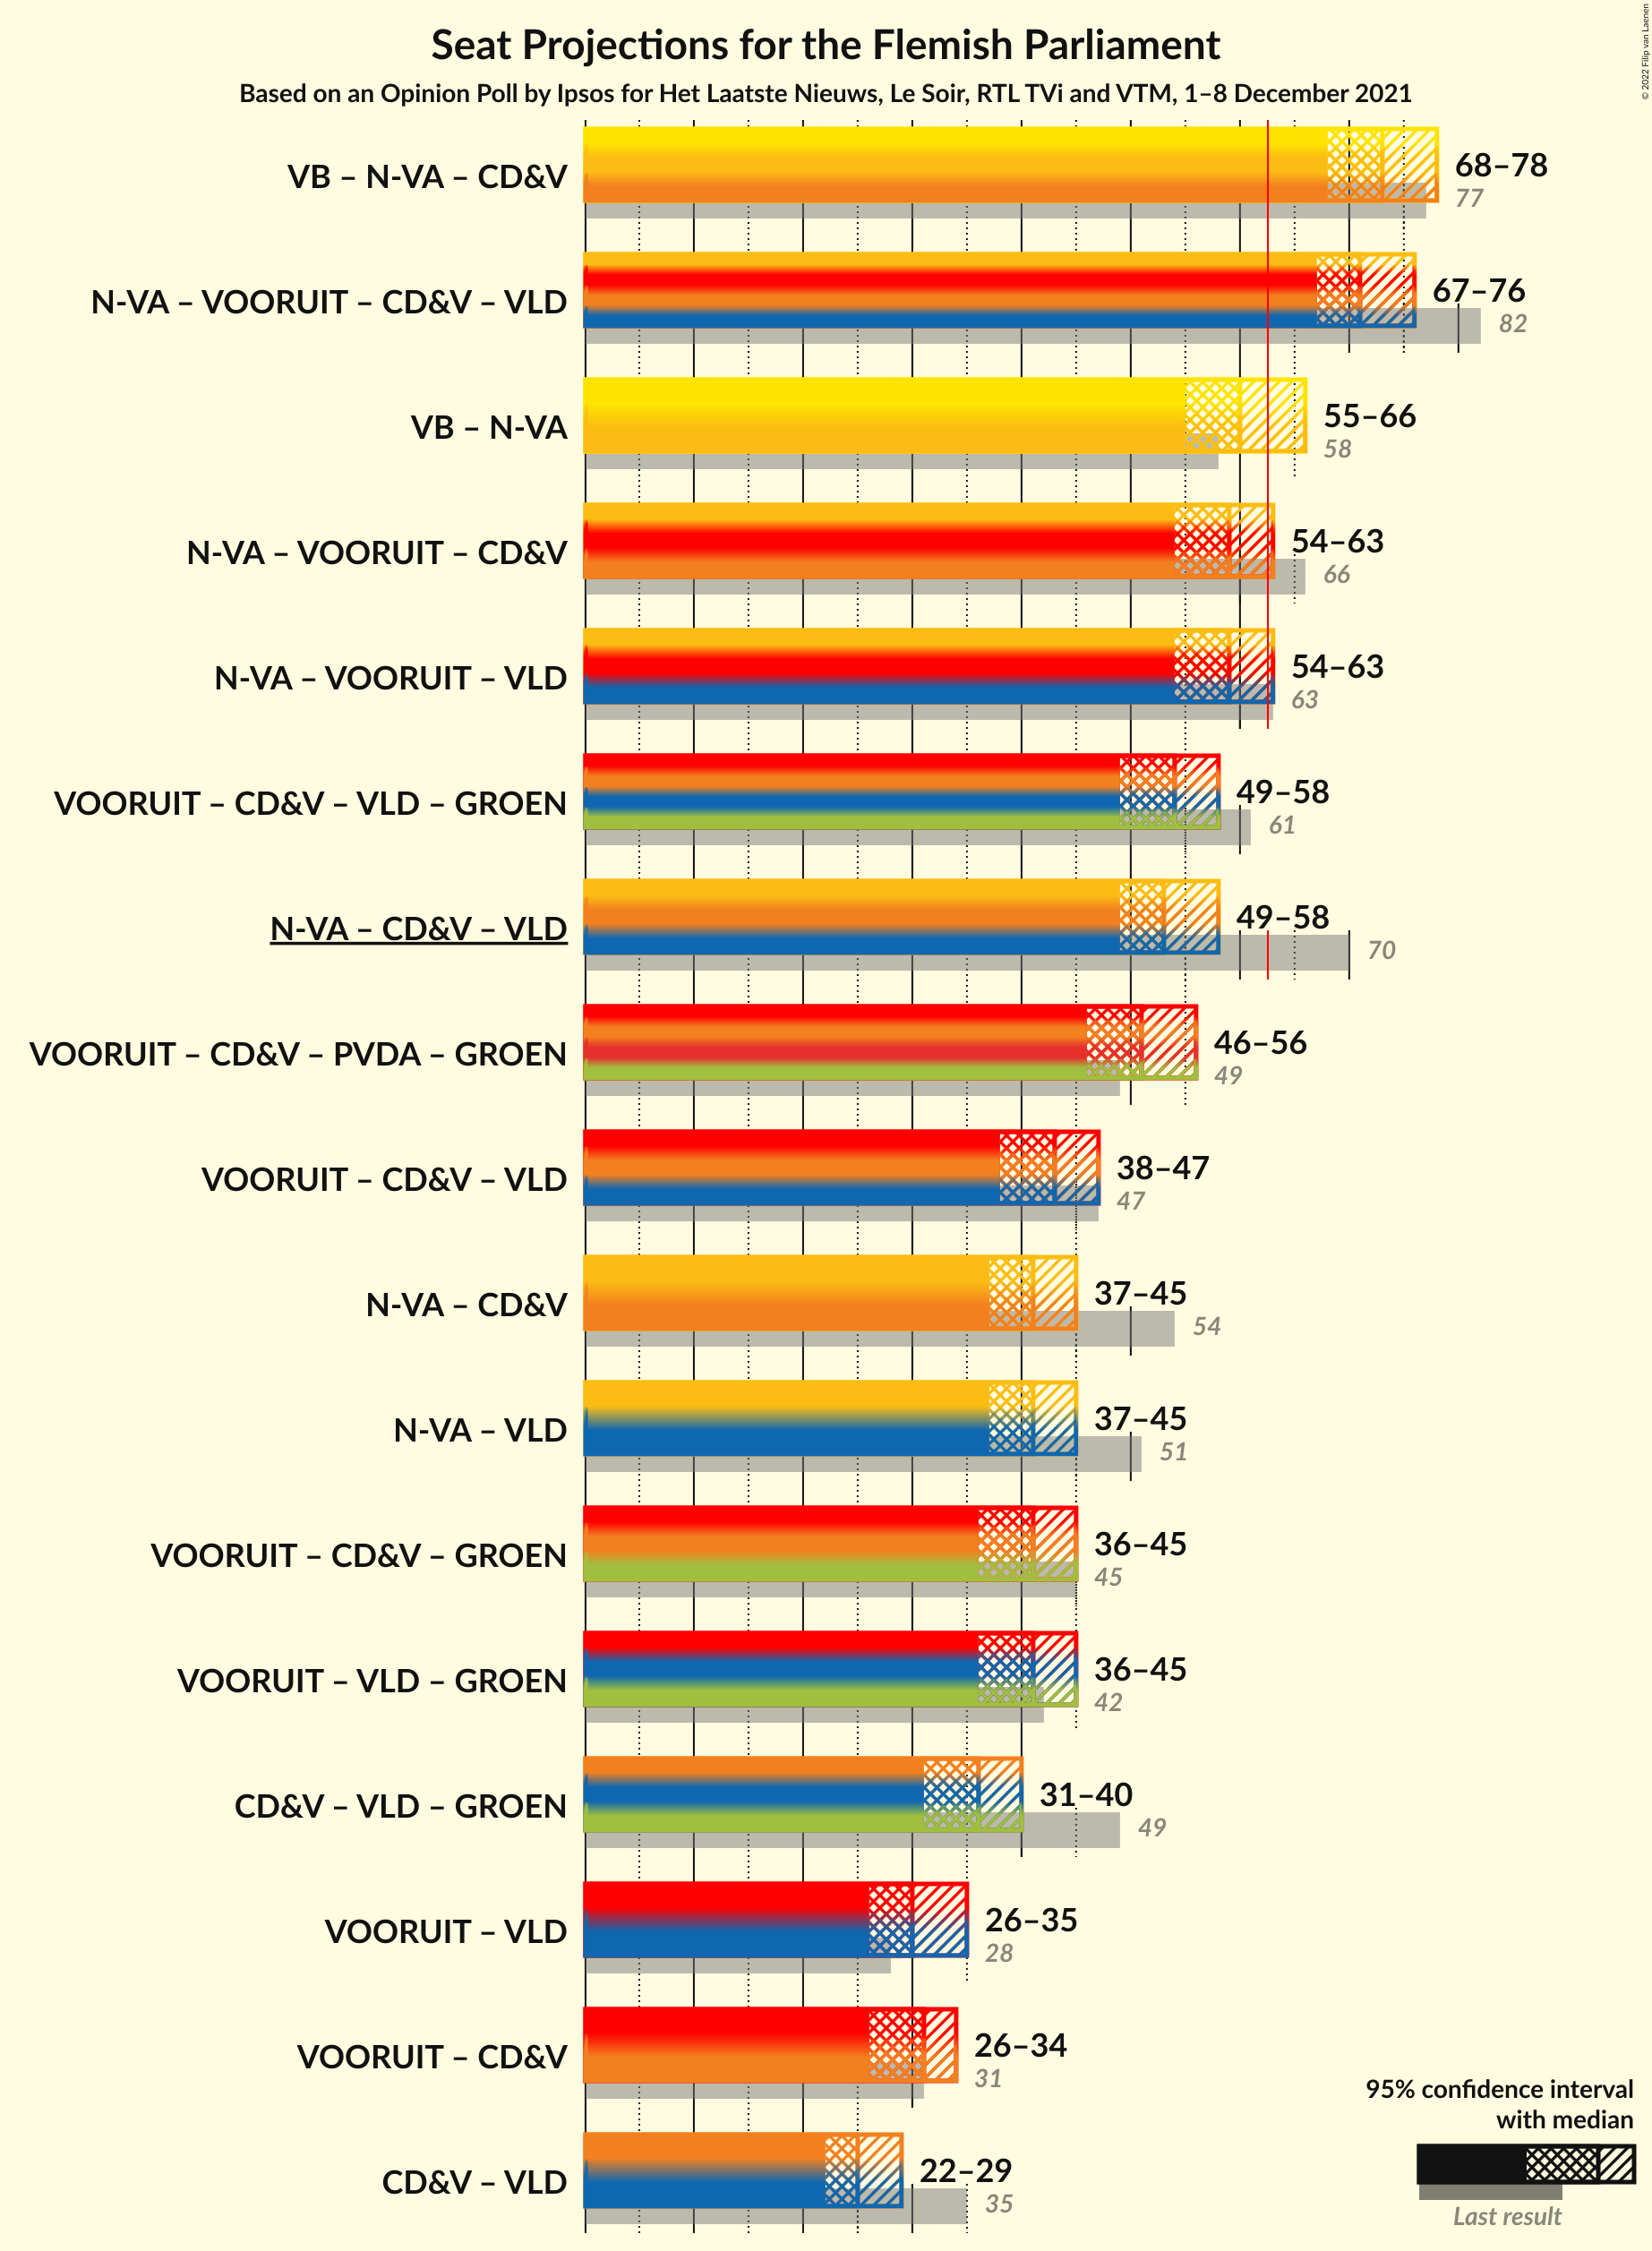 Seat Projections for the Flemish Parliament
Based on an Opinion Poll by Ipsos for Het Laatste Nieuws, Le Soir, RTL TVi and VTM, 1–8 December 2021
© 2022 Filip van Laenen
VB – N-VA – CD&V
68–78
77
N-VA – VOORUIT – CD&V – VLD
67–76
82
VB – N-VA
55–66
58
N-VA – VOORUIT – CD&V
54–63
66
N-VA – VOORUIT – VLD
54–63
63
VOORUIT – CD&V – VLD – GROEN
49–58
61
N-VA – CD&V – VLD
49–58
70
VOORUIT – CD&V – PVDA – GROEN
46–56
49
VOORUIT – CD&V – VLD
38–47
47
N-VA – CD&V
37–45
54
N-VA – VLD
37–45
51
VOORUIT – CD&V – GROEN
36–45
45
VOORUIT – VLD – GROEN
36–45
42
CD&V – VLD – GROEN
31–40
49
VOORUIT – VLD
26–35
28
VOORUIT – CD&V
26–34
31
CD&V – VLD
22–29
35
95% confidence interval
with median
Last result